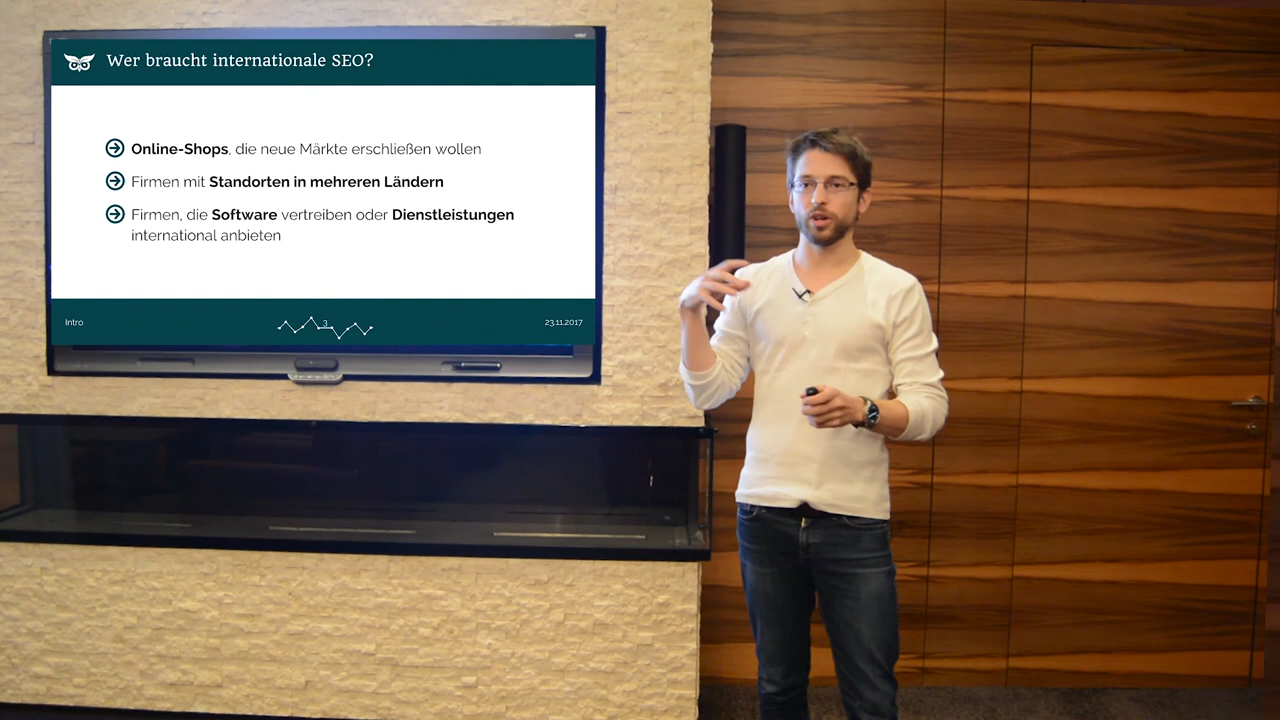 Wer braucht internationale SEO?
Online-Shops, die neue Märkte erschließen wollen
Firmen mit Standorten in mehreren Ländern
Firmen, die Software vertreiben oder Dienstleistungen
international anbieten
Intro
3
23.11.2017